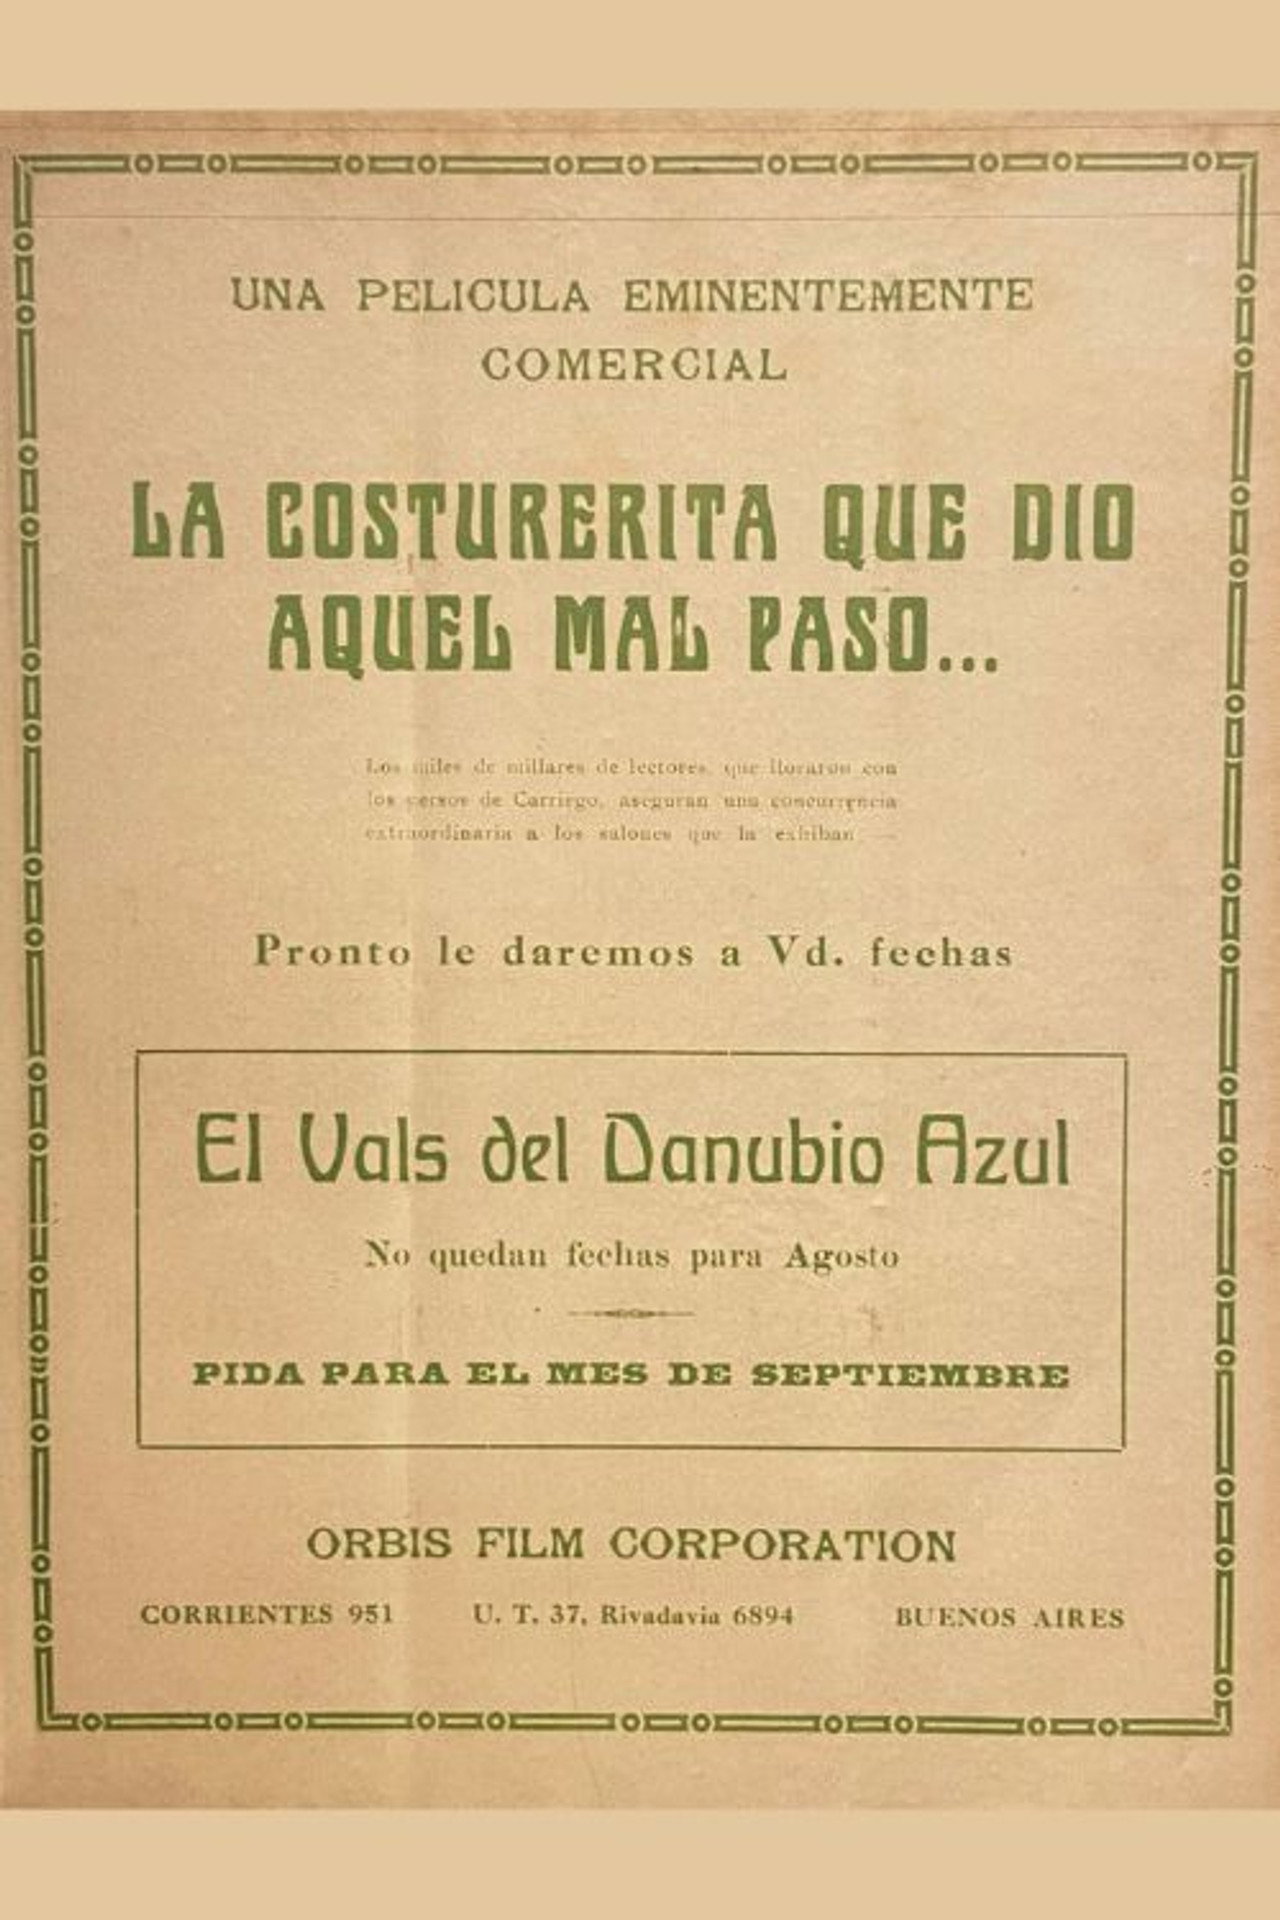 UNA PELICULA EMINENTEMENTE
COMERCIAL
LA COSTURERITA QUE DIO
AQUEL MAL PASO...
Los miles de millares de lectores, que lloraron con
los versos de Carriego, aseguran una concurrencia
extraordinaria a los salones que la exhiban —
Pronto le daremos a Vd. fechas
El Vals del Danubio Azul
No quedan fechas para Agosto
PIDA PARA EL MES DE SEPTIEMBRE
ORBIS FILM CORPORATION
CORRIENTES 951 U. T. 37, Rivadavia 6894 BUENOS AIRES